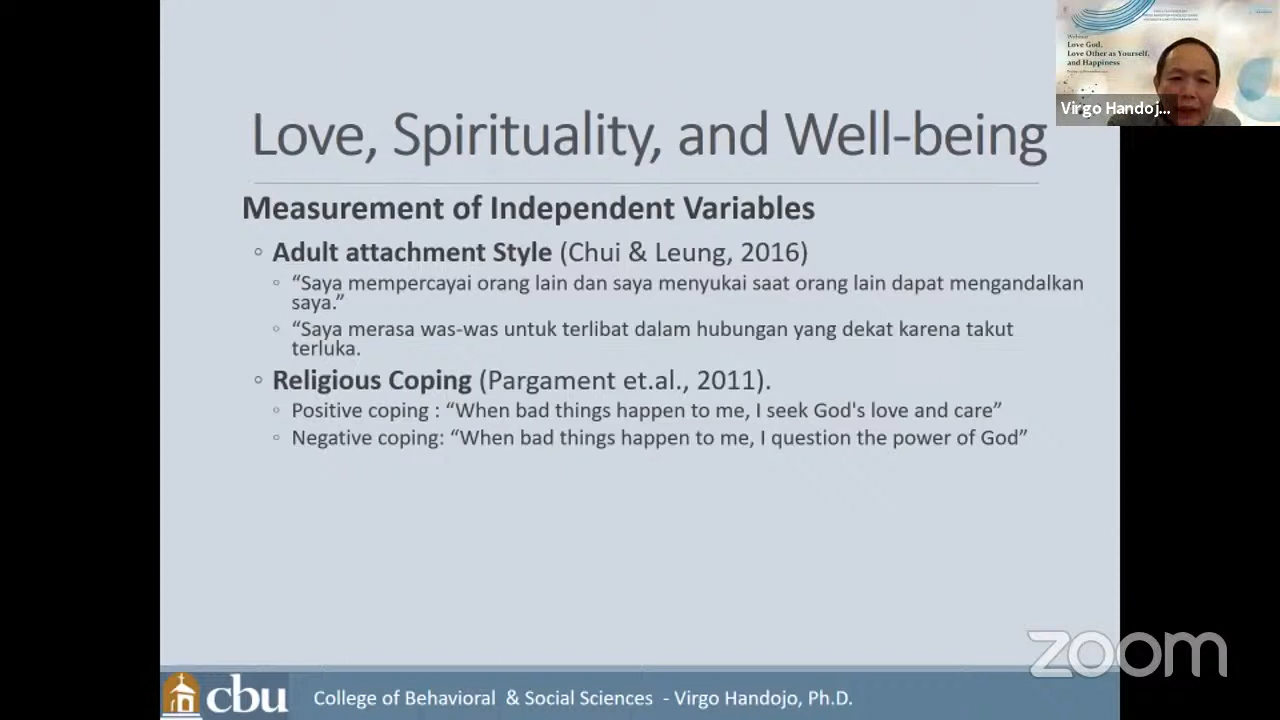 Love, Spirituality, and Well-being
Measurement of Independent Variables
◦ Adult attachment Style (Chui & Leung, 2016)
◦ “Saya mempercayai orang lain dan saya menyukai saat orang lain dapat mengandalkan
saya.”
◦ “Saya merasa was-was untuk terlibat dalam hubungan yang dekat karena takut
terluka.
◦ Religious Coping (Pargament et.al., 2011).
◦ Positive coping : “When bad things happen to me, I seek God's love and care”
◦ Negative coping: “When bad things happen to me, I question the power of God”
cbu
College of Behavioral & Social Sciences - Virgo Handojo, Ph.D.
Webinar
Love God,
Love Other as Yourself,
and Happiness
Virgo Handoj...
zoom